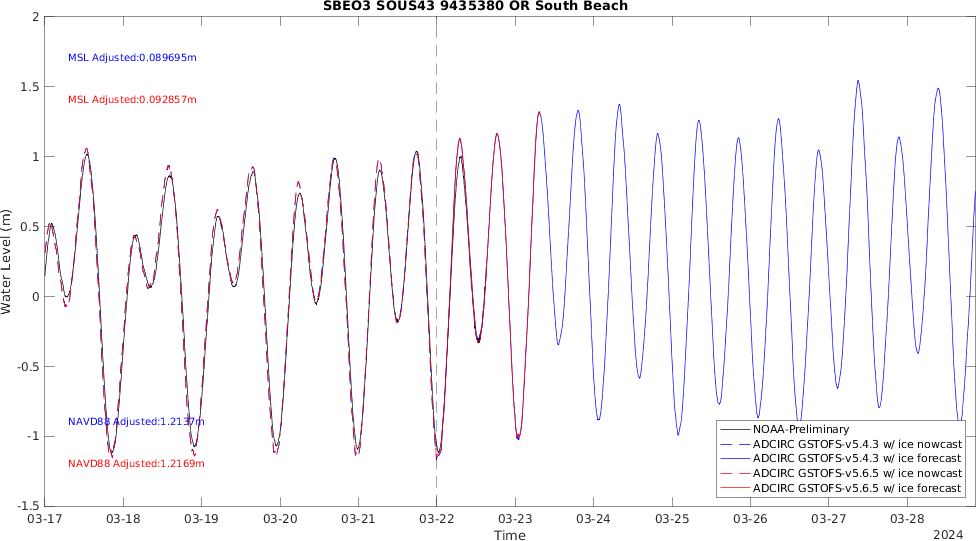 SBEO3 SOUS43 9435380 OR South Beach
2
1.5
1
0.5
0
-0.5
-1
-1.5
Water Level (m)
MSL Adjusted:0.089695m
MSL Adjusted:0.092857m
NAVD88 Adjusted:1.2137m
NAVD88 Adjusted:1.2169m
NOAA-Preliminary
ADCIRC GSTOFS-v5.4.3 w/ ice nowcast
ADCIRC GSTOFS-v5.4.3 w/ ice forecast
ADCIRC GSTOFS-v5.6.5 w/ ice nowcast
ADCIRC GSTOFS-v5.6.5 w/ ice forecast
03-17 03-18 03-19 03-20 03-21 03-22 03-23 03-24 03-25 03-26 03-27 03-28
Time
2024